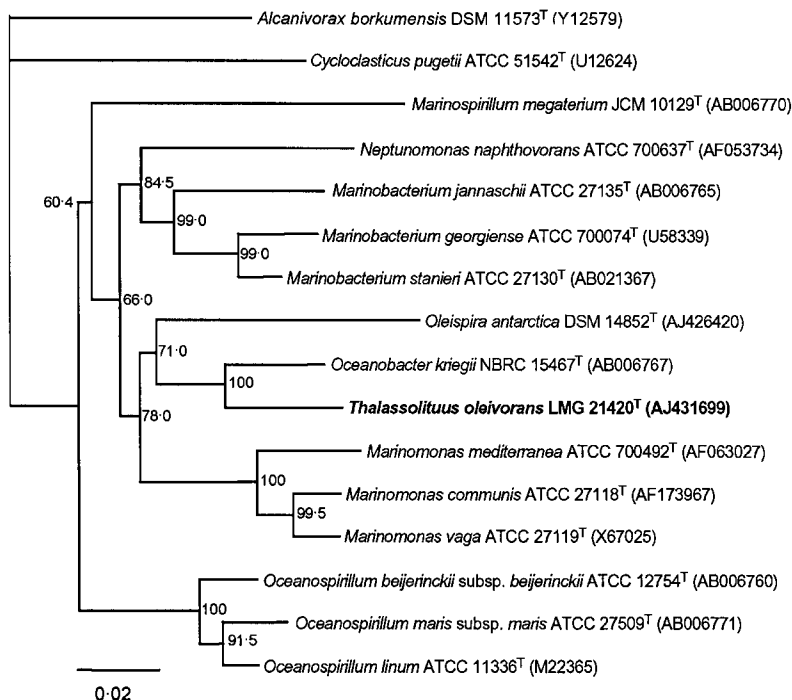 Alcanivorax borkumensis DSM 11573ᵀ (Y12579)
Cycloclasticus pugetii ATCC 51542ᵀ (U12624)
Marinospirillum megaterium JCM 10129ᵀ (AB006770)
Neptunomonas naphthovorans ATCC 700637ᵀ (AF053734)
84·5
Marinobacterium jannaschii ATCC 27135ᵀ (AB006765)
60·4
99·0
Marinobacterium georgiense ATCC 700074ᵀ (U58339)
99·0
Marinobacterium stanieri ATCC 27130ᵀ (AB021367)
66·0
Oleispira antarctica DSM 14852ᵀ (AJ426420)
71·0
Oceanobacter kriegii NBRC 15467ᵀ (AB006767)
100
Thalassolituus oleivorans LMG 21420ᵀ (AJ431699)
78·0
Marinomonas mediterranea ATCC 700492ᵀ (AF063027)
100
Marinomonas communis ATCC 27118ᵀ (AF173967)
99·5
Marinomonas vaga ATCC 27119ᵀ (X67025)
Oceanospirillum beijerinckii subsp. beijerinckii ATCC 12754ᵀ (AB006760)
100
Oceanospirillum maris subsp. maris ATCC 27509ᵀ (AB006771)
91·5
Oceanospirillum linum ATCC 11336ᵀ (M22365)
0·02